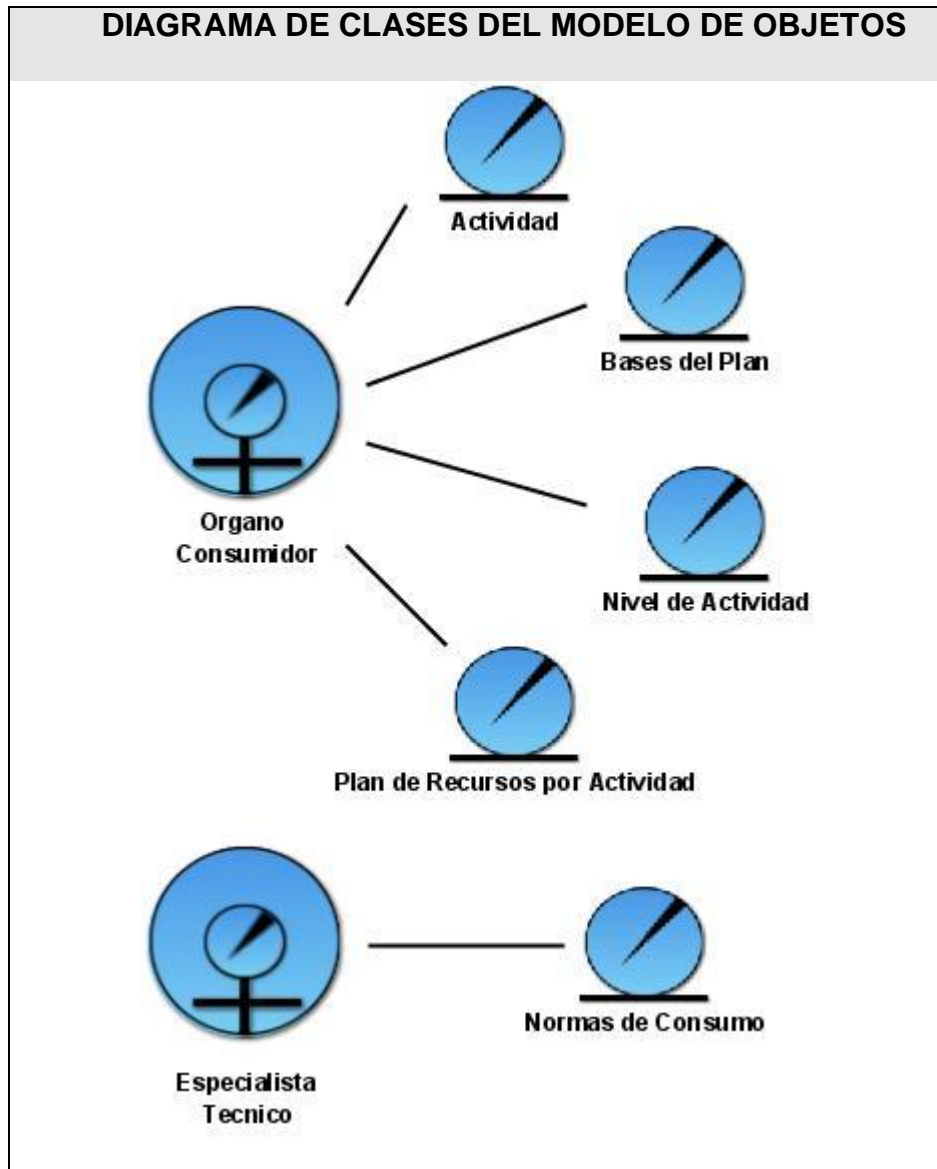 DIAGRAMA DE CLASES DEL MODELO DE OBJETOS
Actividad
Bases del Plan
Organo
Consumidor
Nivel de Actividad
Plan de Recursos por Actividad
Normas de Consumo
Especialista
Tecnico